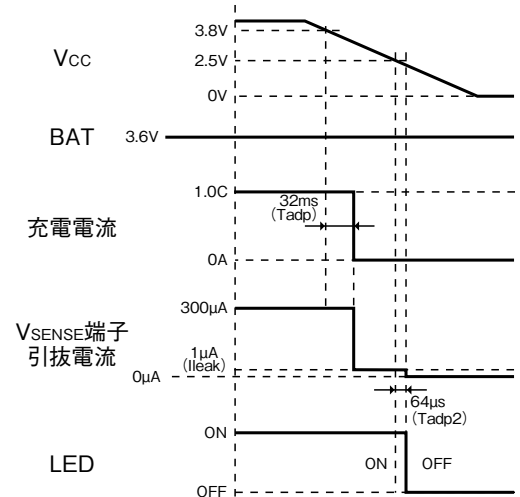 3.8V
VCC
2.5V
0V
BAT 3.6V
1.0C
32ms
(Tadp)
充電電流
0A
300μA
VSENSE端子
引抜電流
1μA
(Ileak)
0μA
64μs
(Tadp2)
ON
LED
ON OFF
OFF